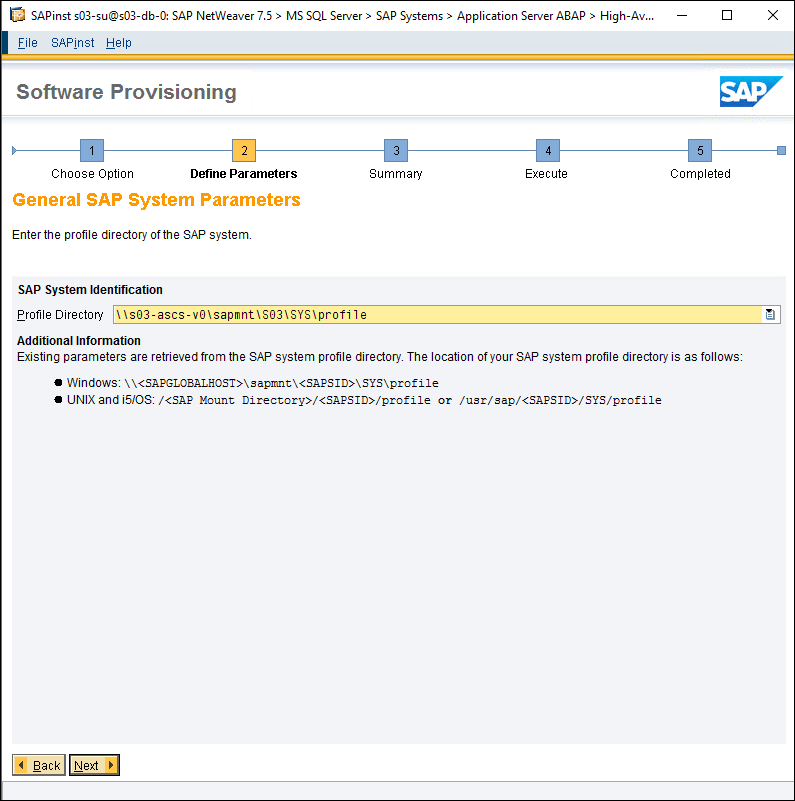 SAPinst s03-su@s03-db-0: SAP NetWeaver 7.5 > MS SQL Server > SAP Systems > Application Server ABAP > High-Av...
File SAPinst Help
Software Provisioning
SAP
1 2 3 4 5
Choose Option Define Parameters Summary Execute Completed
General SAP System Parameters
Enter the profile directory of the SAP system.
SAP System Identification
Profile Directory \\s03-ascs-v0\sapmnt\S03\SYS\profile
Additional Information
Existing parameters are retrieved from the SAP system profile directory. The location of your SAP system profile directory is as follows:
● Windows: \\<SAPGLOBALHOST>\sapmnt\<SAPSID>\SYS\profile
● UNIX and i5/OS: /<SAP Mount Directory>/<SAPSID>/profile or /usr/sap/<SAPSID>/SYS/profile
Back Next